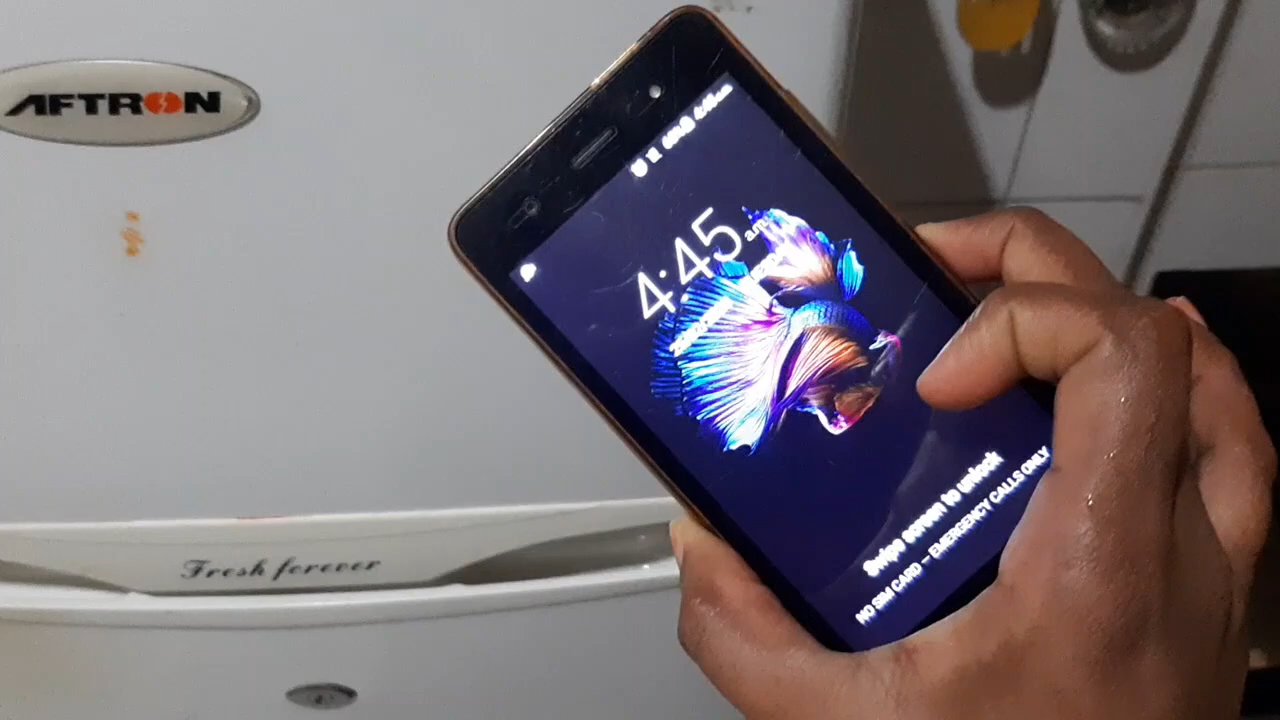 AFTRON
4:45 a.m.
Swipe screen to unlock
NO SIM CARD — EMERGENCY CALLS ONLY
Fresh forever